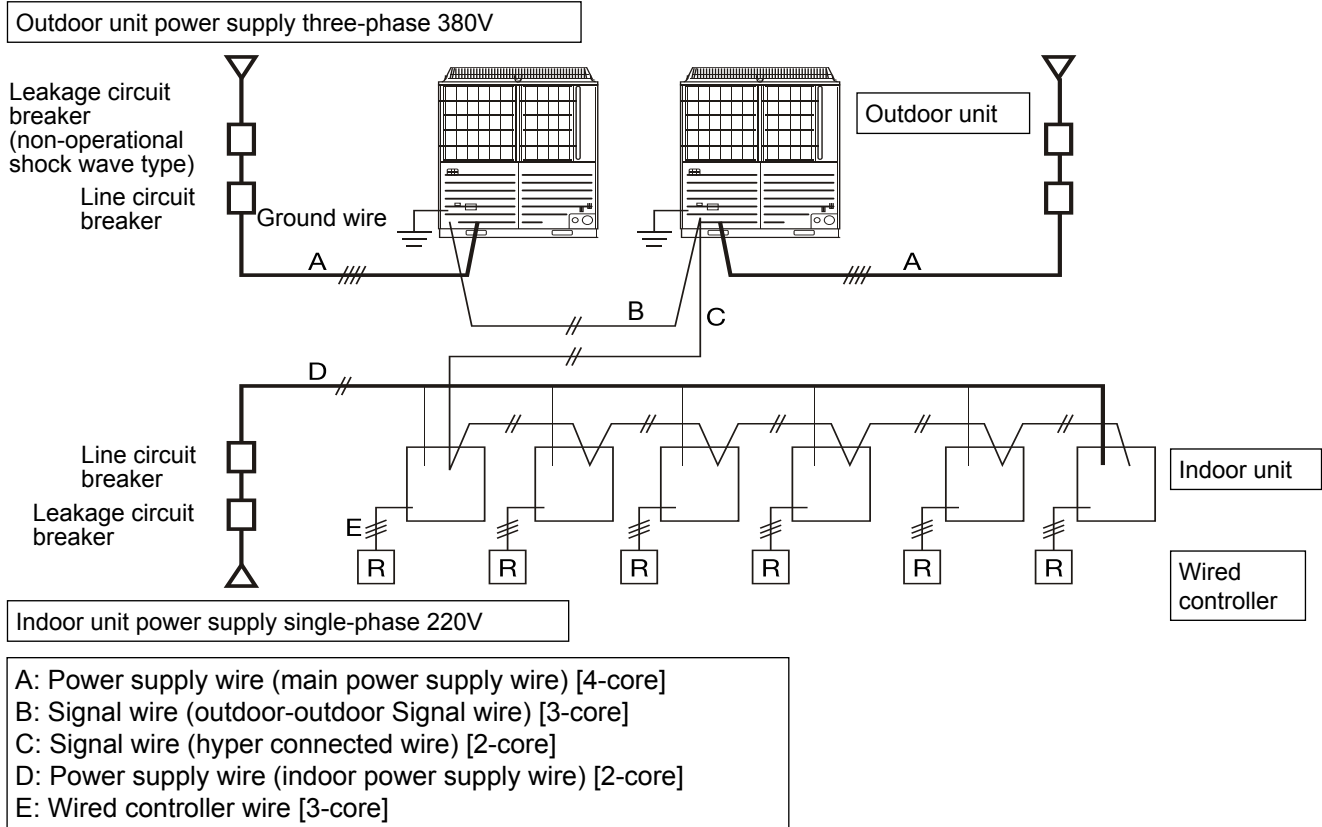 Outdoor unit power supply three-phase 380V
Leakage circuit
breaker
(non-operational
shock wave type)
Line circuit
breaker
Ground wire
Outdoor unit
A
A
B
C
D
Line circuit
breaker
Leakage circuit
breaker
Indoor unit
E
R
R
R
R
R
R
Wired
controller
Indoor unit power supply single-phase 220V
A: Power supply wire (main power supply wire) [4-core]
B: Signal wire (outdoor-outdoor Signal wire) [3-core]
C: Signal wire (hyper connected wire) [2-core]
D: Power supply wire (indoor power supply wire) [2-core]
E: Wired controller wire [3-core]